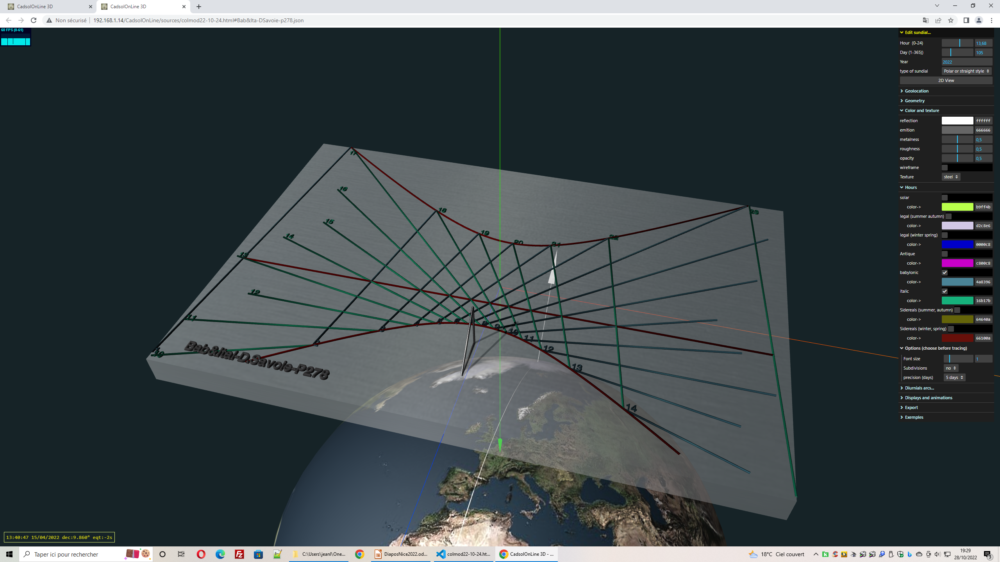 CadsolOnLine 3D
CadsolOnLine 3D
Non sécurisé
192.168.1.14/CadsolOnLine/sources/colmod22-10-24.html#Bab&Ita-DSavoie-p278.json
60 FPS (0-61)
Edit sundial...
Hour (0-24) 13,68
Day (1-365)) 105
Year 2022
type of sundial Polar or straight style
2D View
Geolocation
Geometry
Color and texture
reflection ffffff
emition 666666
metalness 0,5
roughness 0,5
opacity 0,5
wireframe
Texture steel
Hours
solar
color-> b9ff4b
legal (summer autumn)
color-> d2c8e6
legal (winter spring)
color-> 0000c8
Antique
color-> c800c8
babylonic
color-> 4a8396
italic
color-> 16b17b
Sidereals (summer, autumn)
color-> 64640a
Sidereals (winter, spring)
color-> 66100a
Options (choose before tracing)
Font size 1
Subdivisions no
precision (days) 5 days
Diurnials arcs...
Displays and animations
Export
Exemples
17
16
18
23
15
19
14
20
21
22
13
12
11
10
2
3
4
5
6
8
9
10
11
12
13
14
Bab&Ital-D.Savoie-P278
13:40:47 15/04/2022 dec:9.860° eqt:-2s
Taper ici pour rechercher
C:\Users\jeanl\One...
DiaposNice2022.od...
colmod22-10-24.ht...
CadsolOnLine 3D - ...
18°C Ciel couvert
19:29
28/10/2022
3